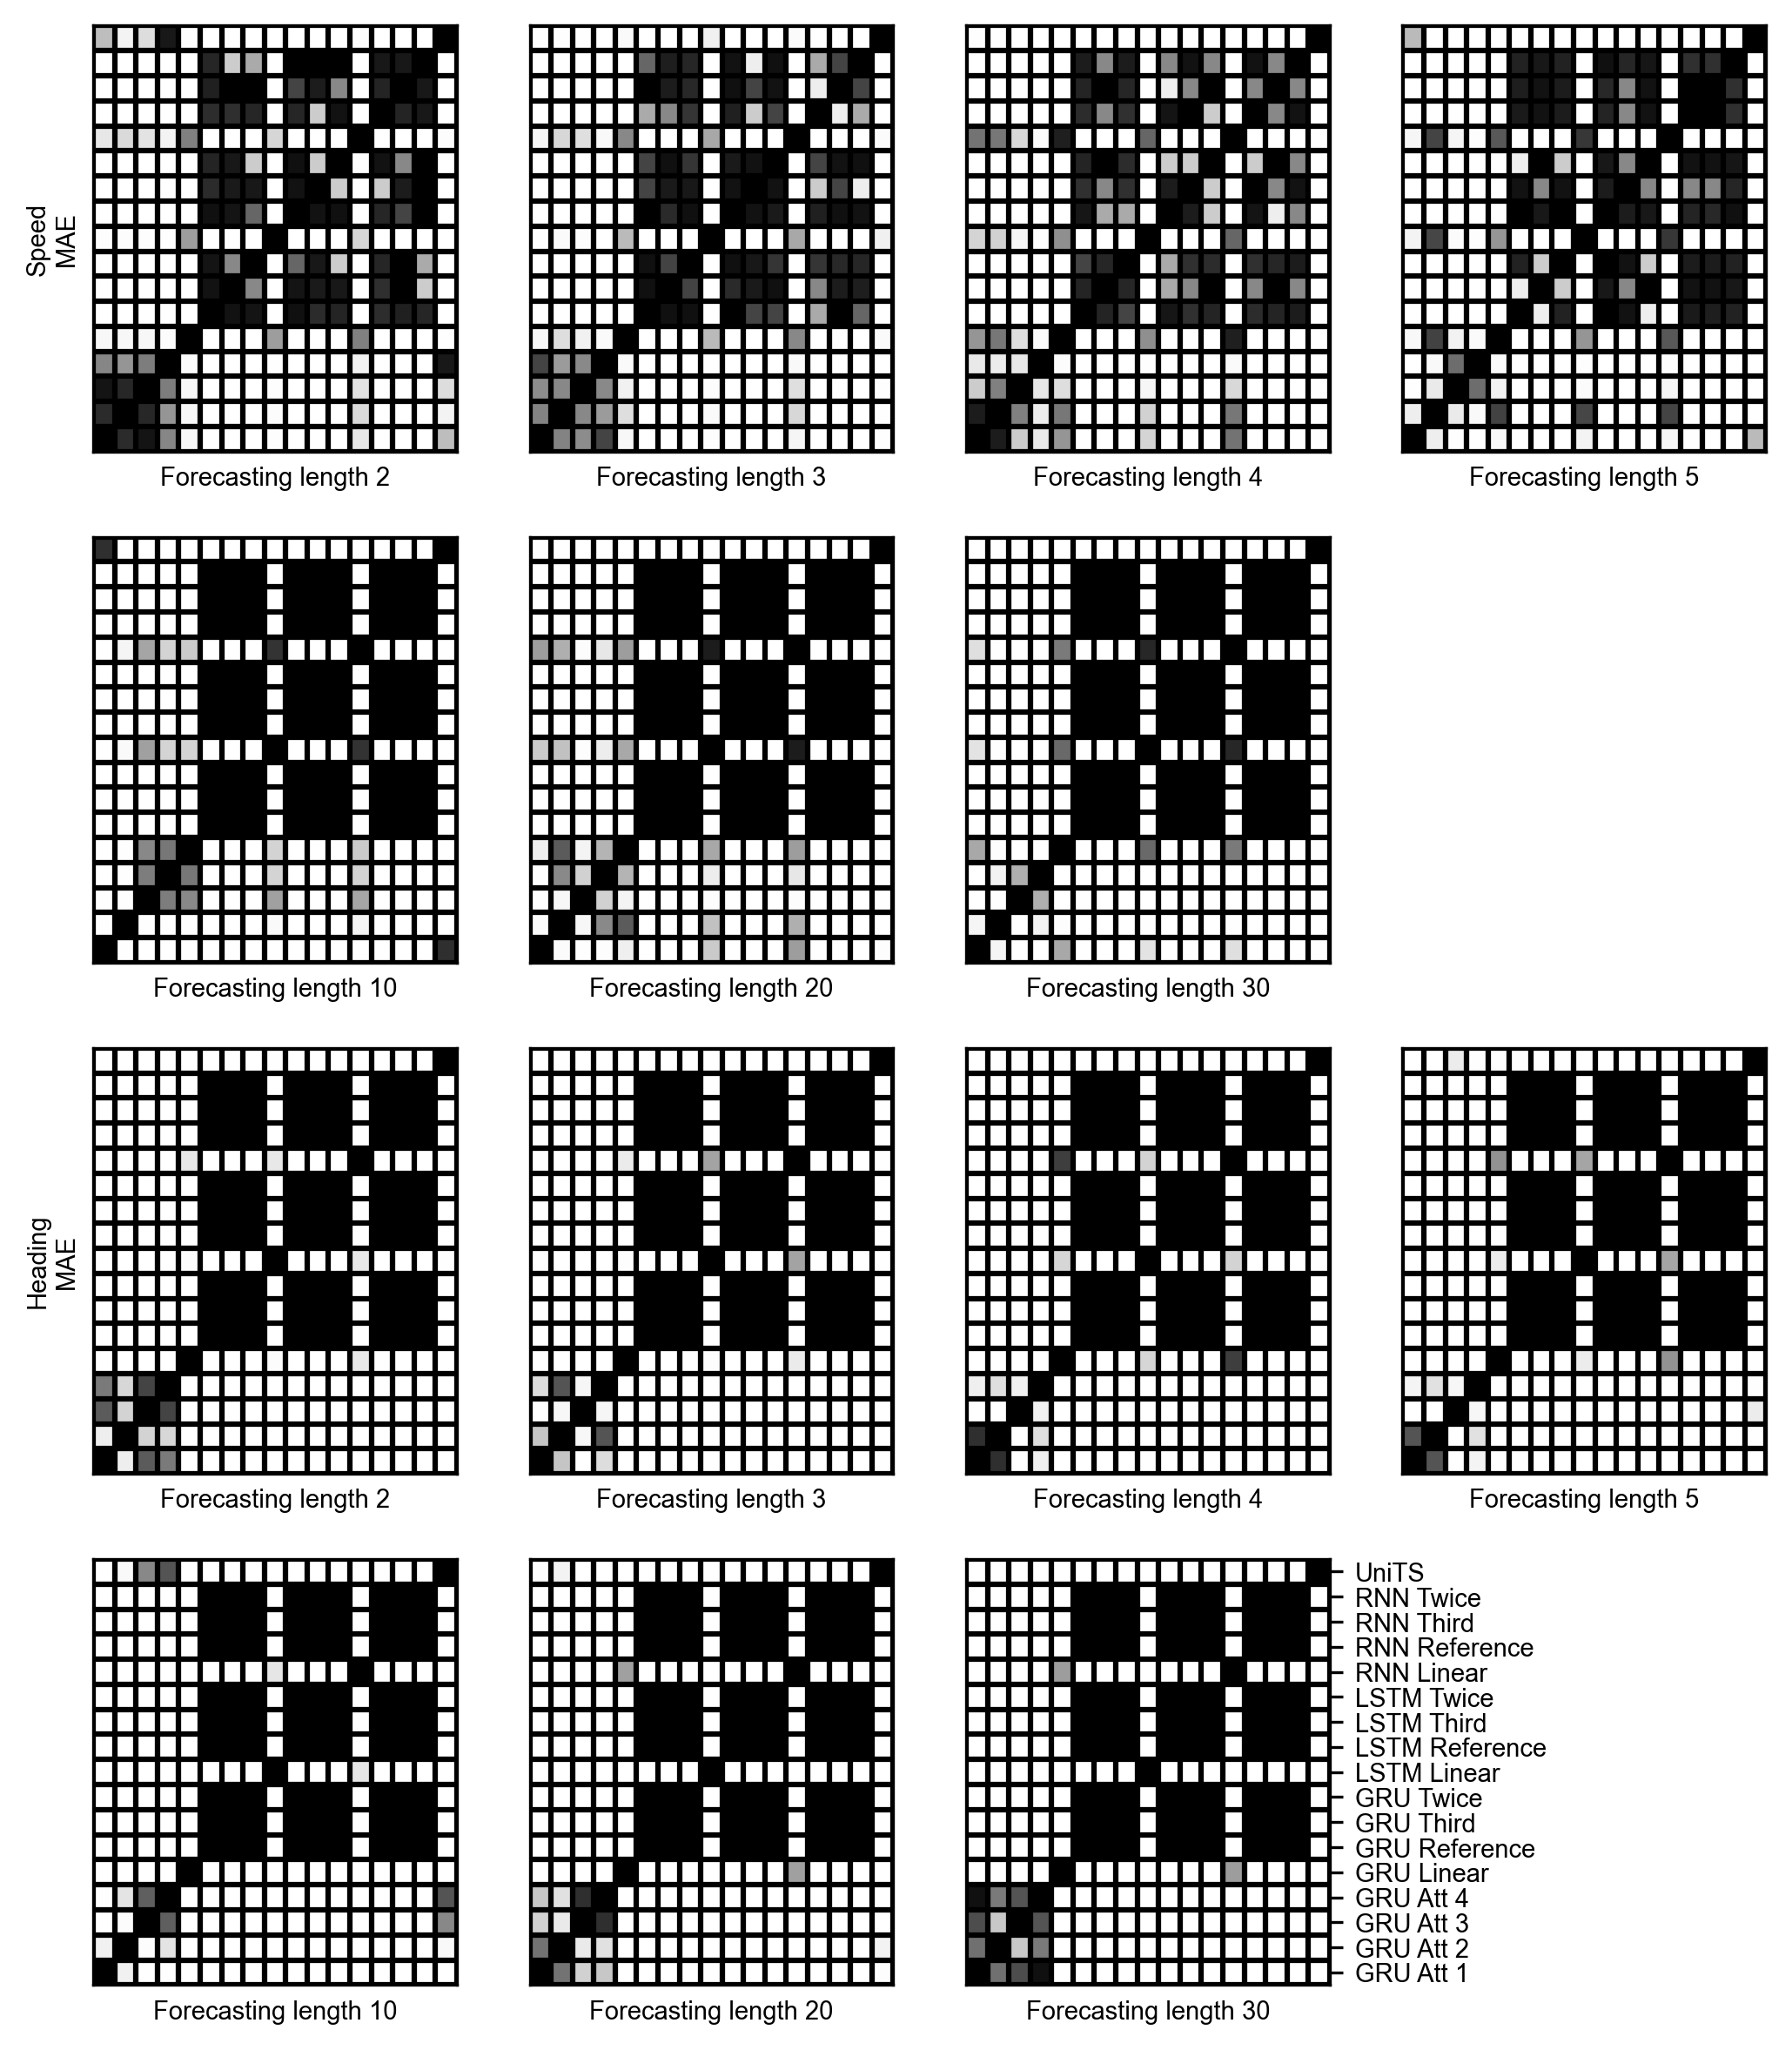 Speed
MAE
Forecasting length 2
Forecasting length 3
Forecasting length 4
Forecasting length 5
Forecasting length 10
Forecasting length 20
Forecasting length 30
Heading
MAE
Forecasting length 2
Forecasting length 3
Forecasting length 4
Forecasting length 5
UniTS
RNN Twice
RNN Third
RNN Reference
RNN Linear
LSTM Twice
LSTM Third
LSTM Reference
LSTM Linear
GRU Twice
GRU Third
GRU Reference
GRU Linear
GRU Att 4
GRU Att 3
GRU Att 2
GRU Att 1
Forecasting length 10
Forecasting length 20
Forecasting length 30